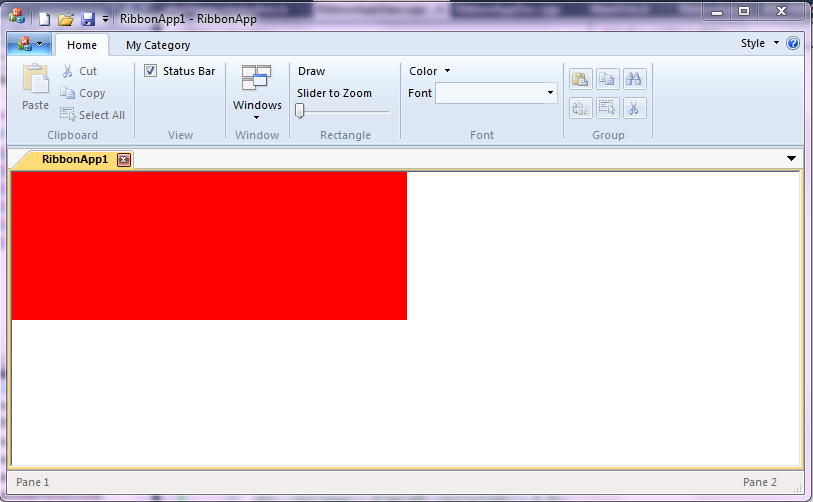 RibbonApp1 - RibbonApp
Home My Category Style
Paste
Cut
Copy
Select All
Clipboard
Status Bar
View
Windows
Window
Draw
Slider to Zoom
Rectangle
Color
Font
Font
Group
RibbonApp1
Pane 1 Pane 2